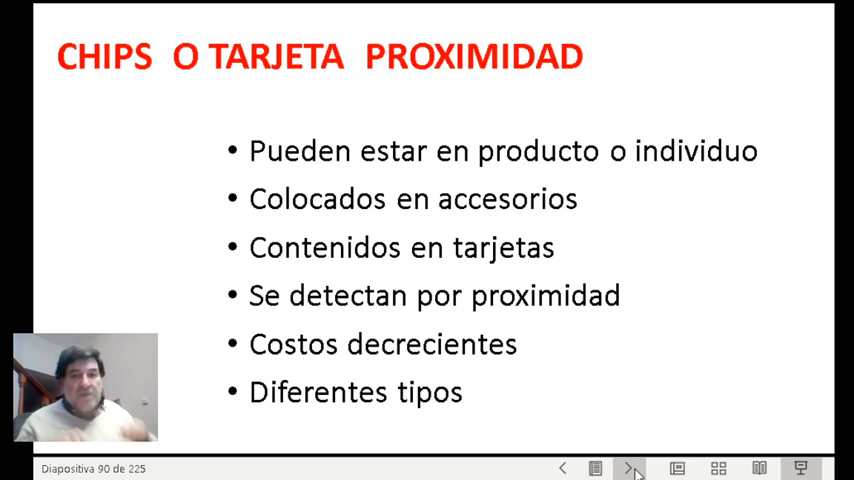 CHIPS O TARJETA PROXIMIDAD
• Pueden estar en producto o individuo
• Colocados en accesorios
• Contenidos en tarjetas
• Se detectan por proximidad
• Costos decrecientes
• Diferentes tipos
Diapositiva 90 de 225